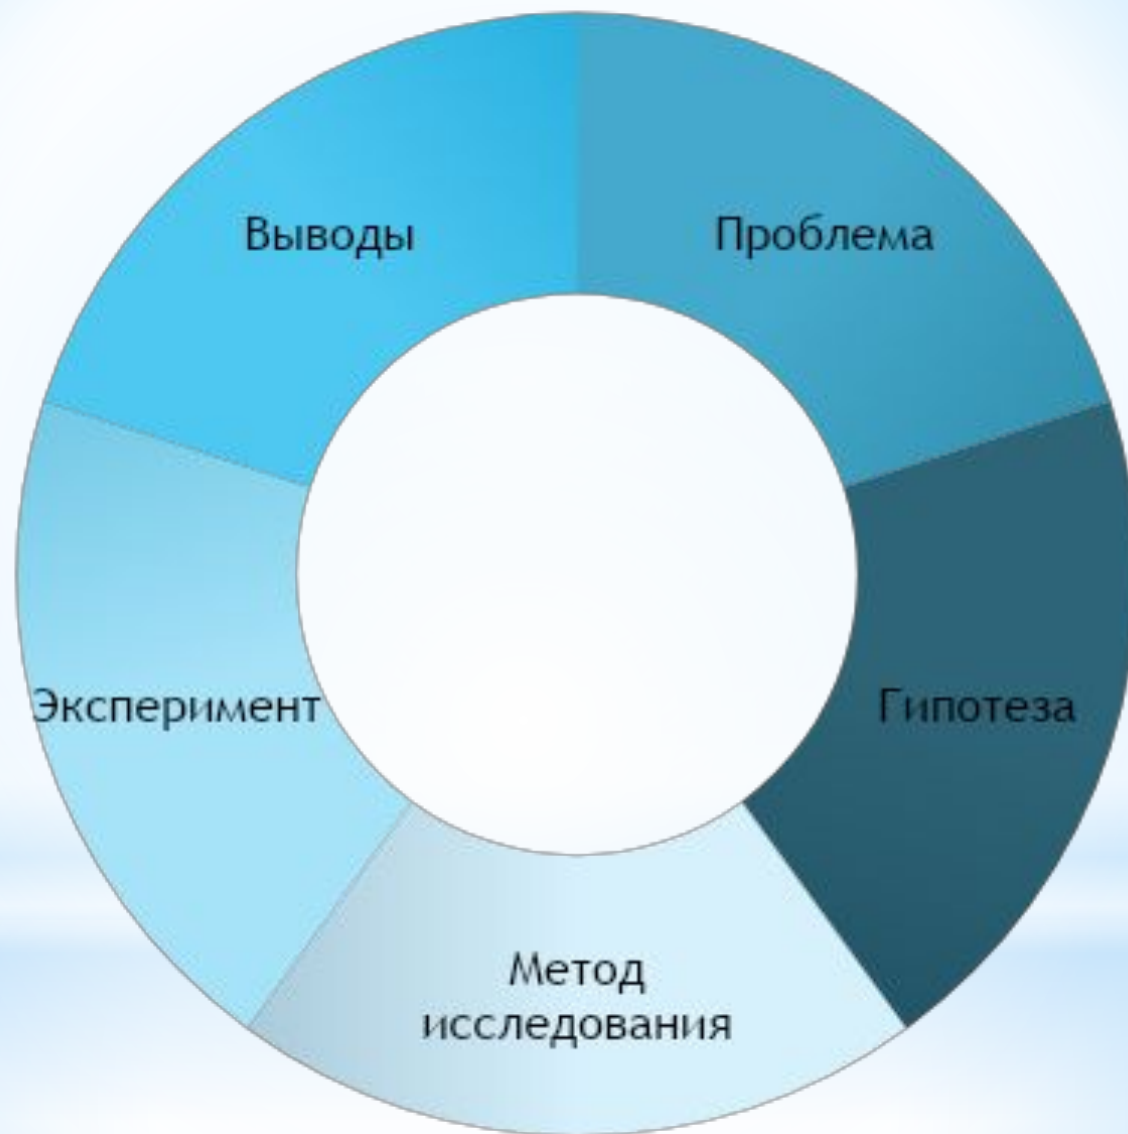 Выводы
Проблема
Эксперимент
Гипотеза
Метод
исследования